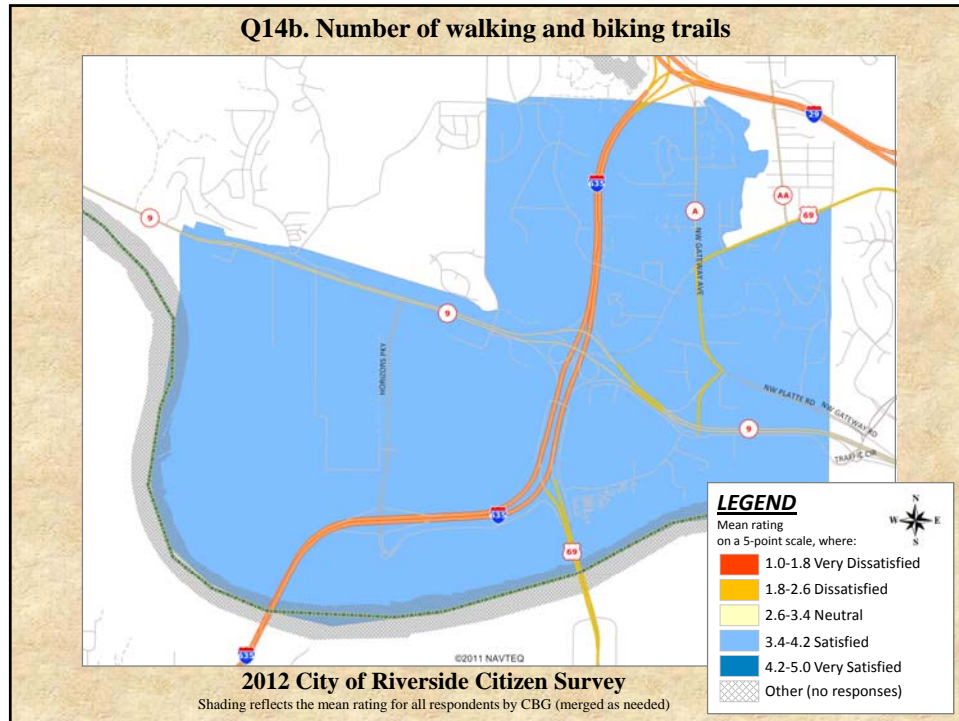 Q14b. Number of walking and biking trails
29
635
AA
69
A
9
NW GATEWAY AVE
9
HORIZONS PKY
NW PLATTE RD
NW GATEWAY RD
9
TRAFFIC CIR
635
69
635
©2011 NAVTEQ
LEGEND
Mean rating
on a 5-point scale, where:
N
W E
S
1.0-1.8 Very Dissatisfied
1.8-2.6 Dissatisfied
2.6-3.4 Neutral
3.4-4.2 Satisfied
4.2-5.0 Very Satisfied
Other (no responses)
2012 City of Riverside Citizen Survey
Shading reflects the mean rating for all respondents by CBG (merged as needed)